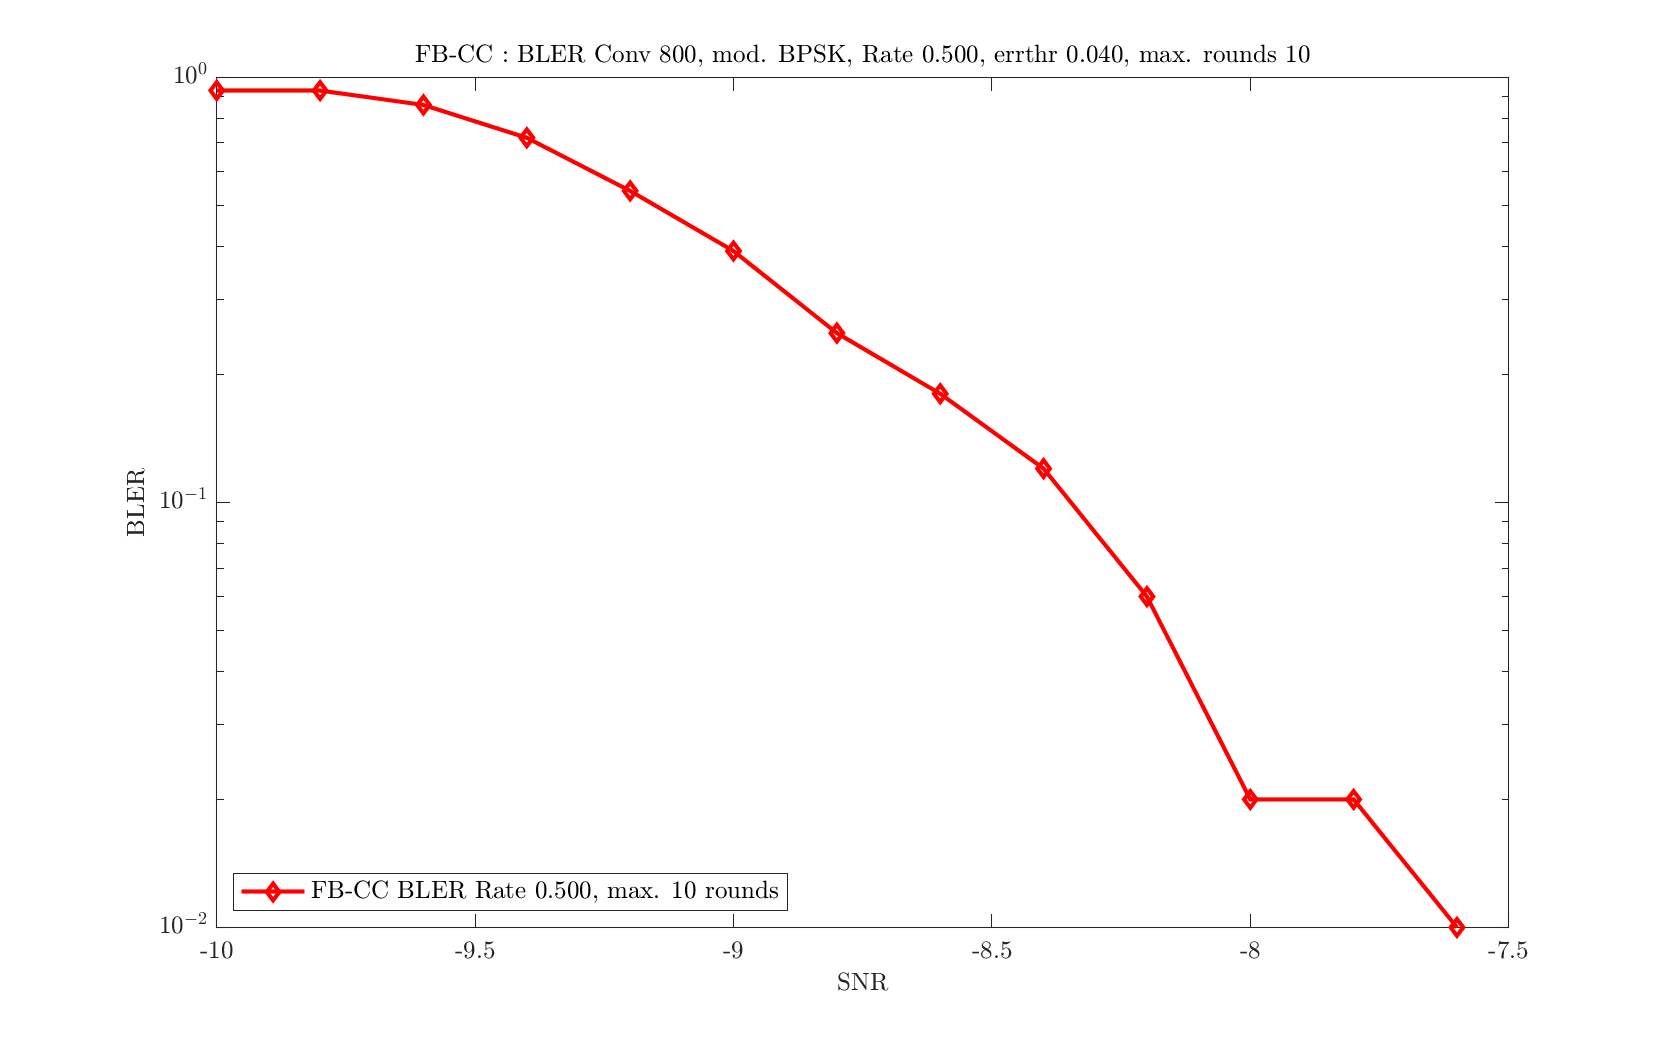 FB-CC : BLER Conv 800, mod. BPSK, Rate 0.500, errthr 0.040, max. rounds 10
10^0
10^{-1}
10^{-2}
BLER
FB-CC BLER Rate 0.500, max. 10 rounds
-10 -9.5 -9 -8.5 -8 -7.5
SNR